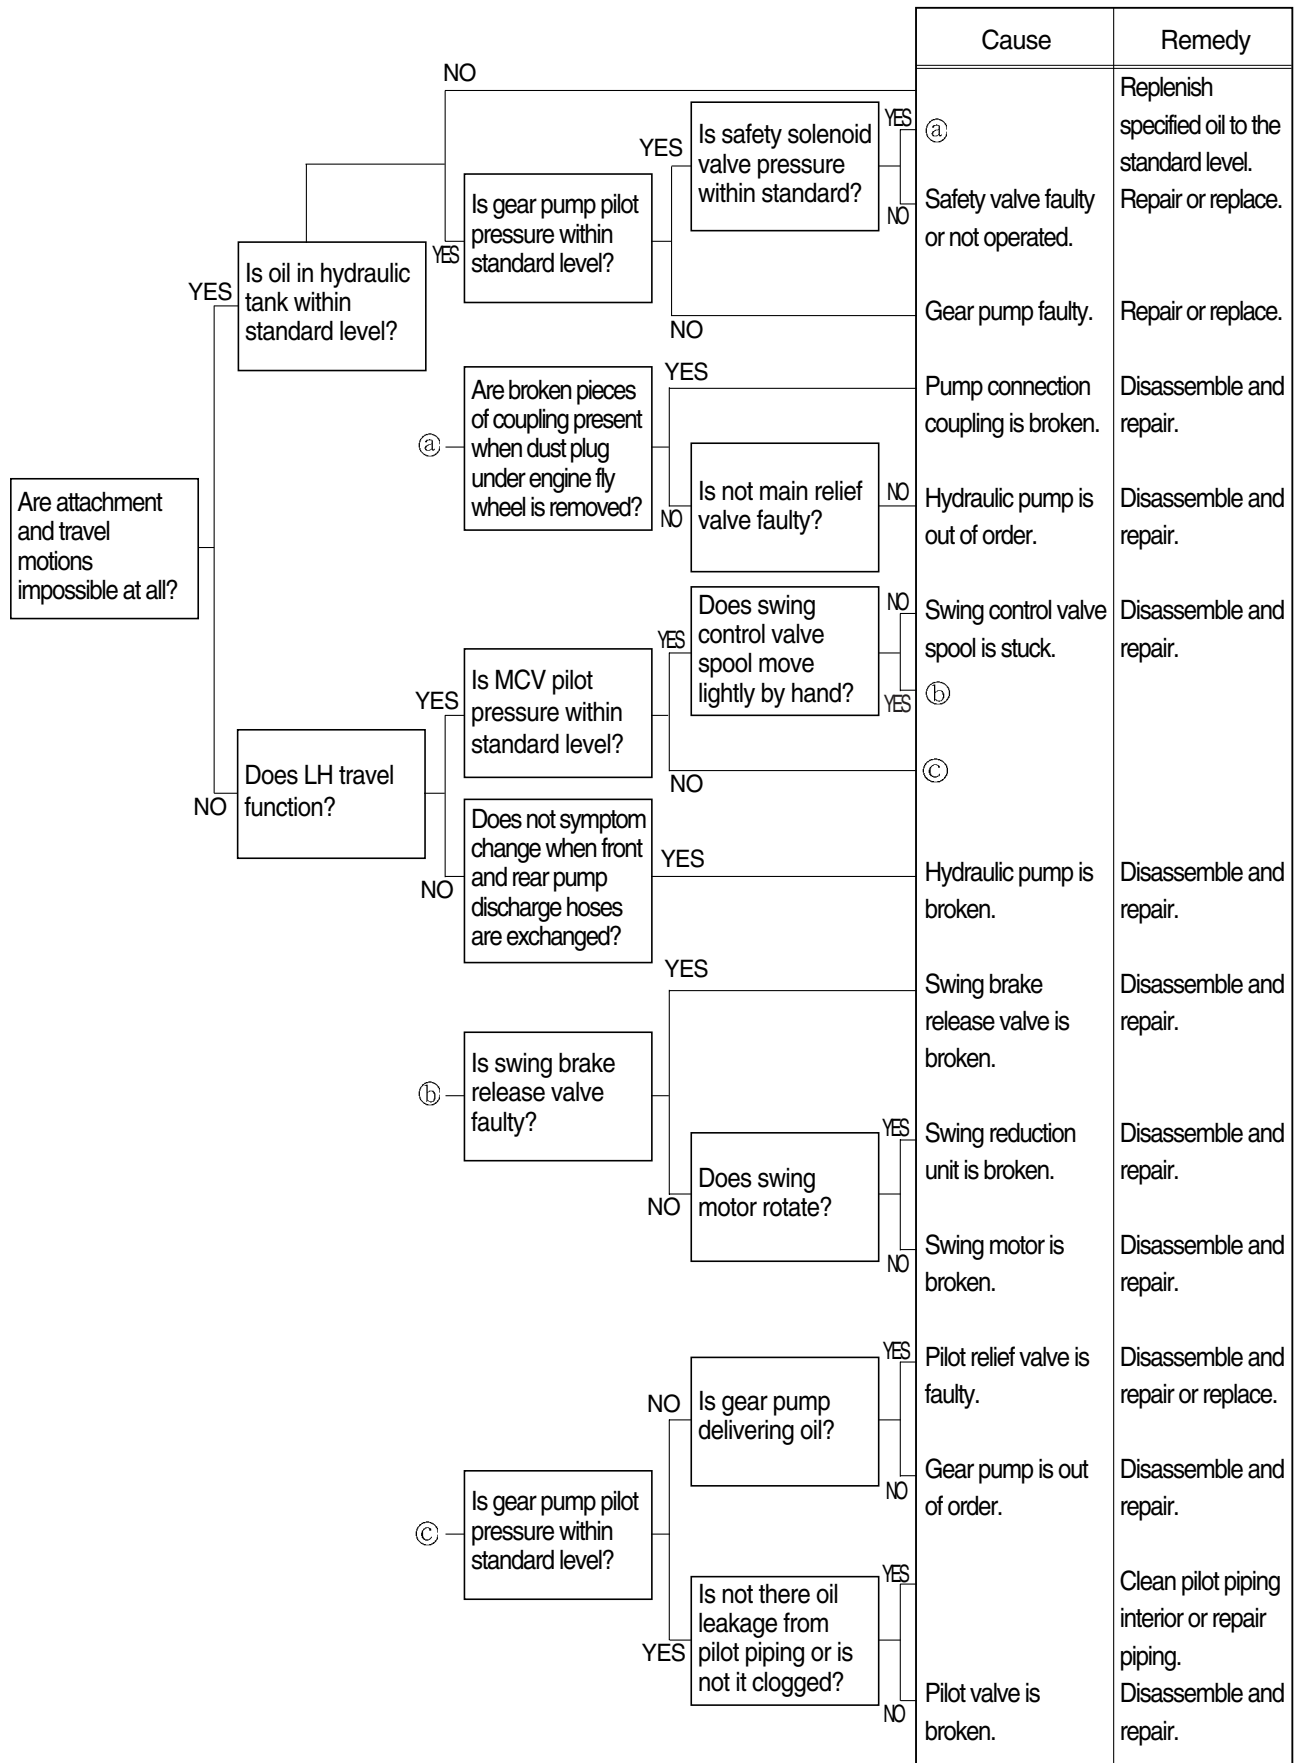 Cause
Remedy
NO
Replenish
specified oil to the
standard level.
YES
Is safety solenoid
valve pressure
within standard?
YES
ⓐ
NO
Safety valve faulty
or not operated.
Repair or replace.
Is gear pump pilot
pressure within
standard level?
YES
YES
Is oil in hydraulic
tank within
standard level?
NO
Gear pump faulty.
Repair or replace.
ⓐ
Are broken pieces
of coupling present
when dust plug
under engine fly
wheel is removed?
YES
Pump connection
coupling is broken.
Disassemble and
repair.
NO
Is not main relief
valve faulty?
NO
Hydraulic pump is
out of order.
Disassemble and
repair.
Are attachment
and travel
motions
impossible at all?
Does swing
control valve
spool move
lightly by hand?
NO
Swing control valve
spool is stuck.
Disassemble and
repair.
YES
ⓑ
YES
Is MCV pilot
pressure within
standard level?
YES
NO
ⓒ
NO
Does LH travel
function?
NO
Does not symptom
change when front
and rear pump
discharge hoses
are exchanged?
YES
Hydraulic pump is
broken.
Disassemble and
repair.
YES
Swing brake
release valve is
broken.
Disassemble and
repair.
ⓑ
Is swing brake
release valve
faulty?
NO
Does swing
motor rotate?
YES
Swing reduction
unit is broken.
Disassemble and
repair.
NO
Swing motor is
broken.
Disassemble and
repair.
NO
Is gear pump
delivering oil?
YES
Pilot relief valve is
faulty.
Disassemble and
repair or replace.
NO
Gear pump is out
of order.
Disassemble and
repair.
ⓒ
Is gear pump pilot
pressure within
standard level?
YES
Is not there oil
leakage from
pilot piping or is
not it clogged?
YES
Clean pilot piping
interior or repair
piping.
NO
Pilot valve is
broken.
Disassemble and
repair.